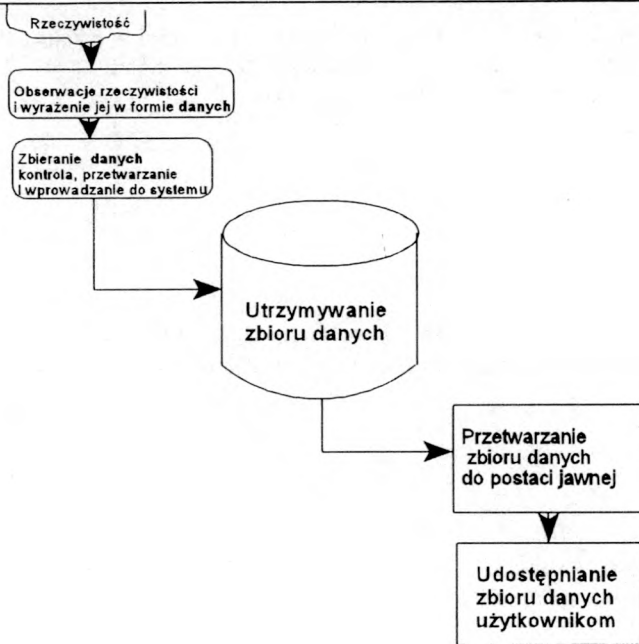 Rzeczywistość
Obserwacje rzeczywistości
i wyrażenie jej w formie danych
Zbieranie danych
kontrola, przetwarzanie
i wprowadzanie do systemu
Utrzymywanie
zbioru danych
Przetwarzanie
zbioru danych
do postaci jawnej
Udostępnianie
zbioru danych
użytkownikom